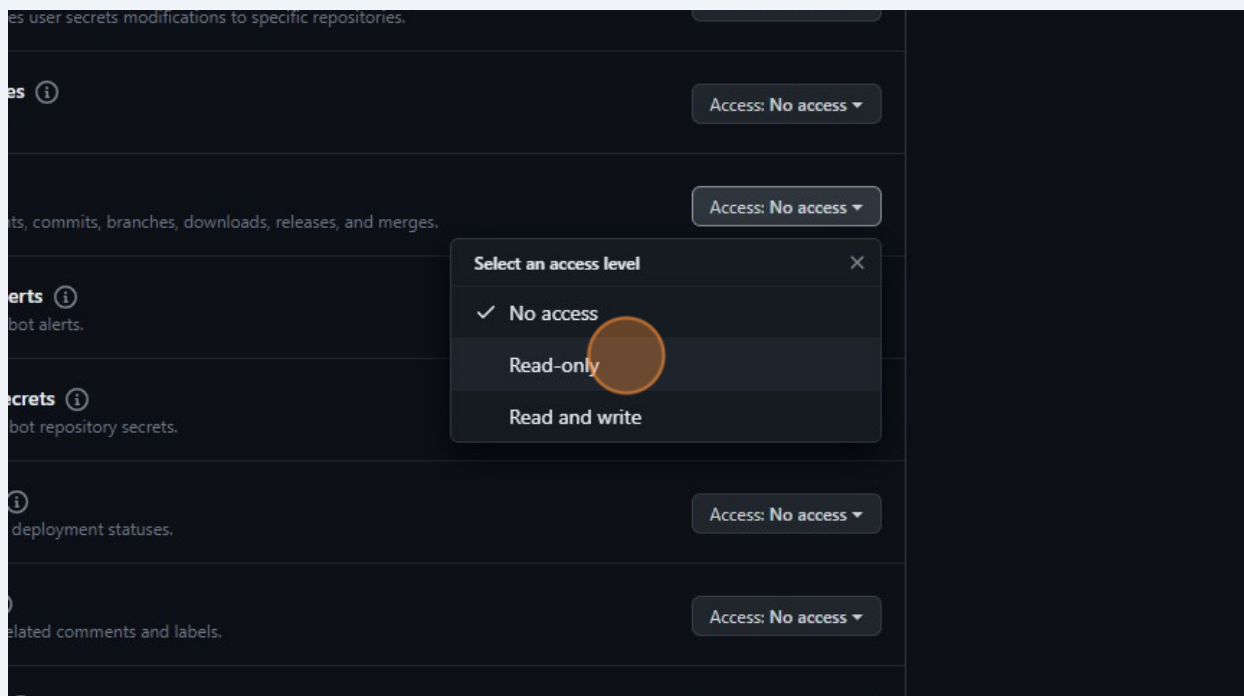 es user secrets modifications to specific repositories.
es
Access: No access
Access: No access
ts, commits, branches, downloads, releases, and merges.
Select an access level
No access
Read-only
Read and write
erts
bot alerts.
ecrets
bot repository secrets.
Access: No access
deployment statuses.
Access: No access
elated comments and labels.